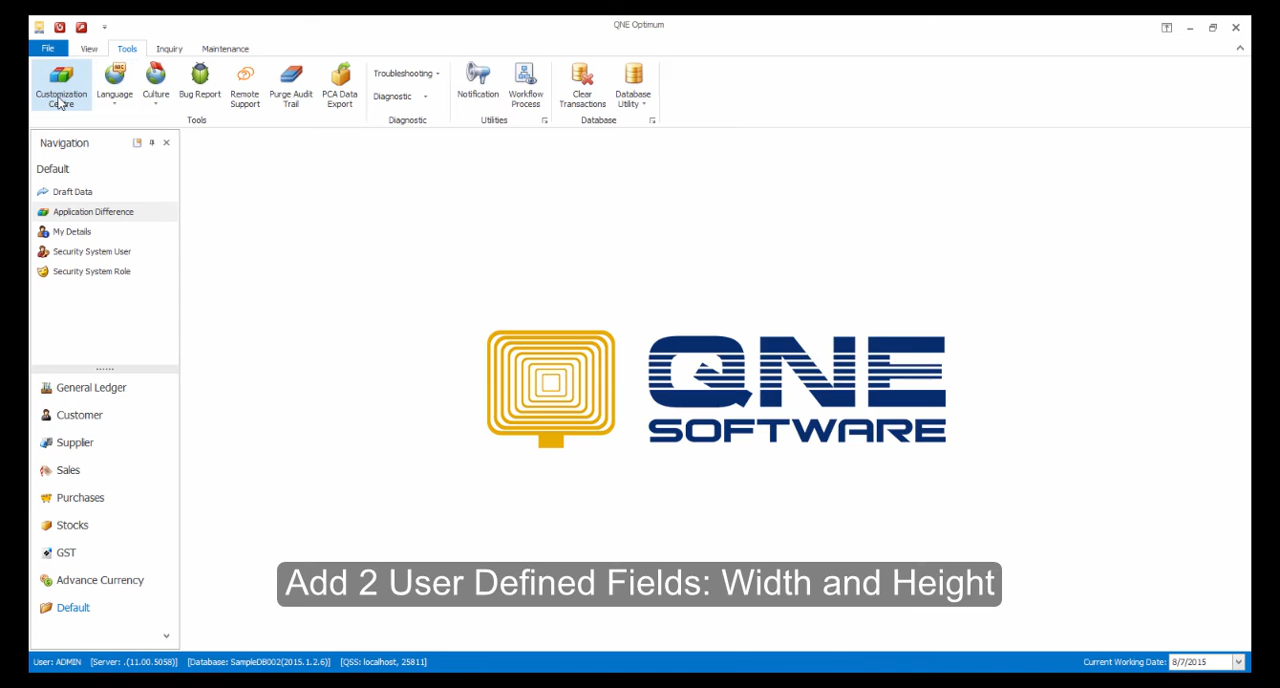 QNE Optimum
File View Tools Inquiry Maintenance
Customization Centre
Language
Culture
Bug Report
Remote Support
Purge Audit Trail
PCA Data Export
Troubleshooting
Diagnostic
Notification
Workflow Process
Clear Transactions
Database Utility
Tools
Diagnostic
Utilities
Database
Navigation
Default
Draft Data
Application Difference
My Details
Security System User
Security System Role
General Ledger
Customer
Supplier
Sales
Purchases
Stocks
GST
Advance Currency
Default
QNE
SOFTWARE
Add 2 User Defined Fields: Width and Height
User: ADMIN [Server: .(11.00.5058)] [Database: SampleDB002(2015.1.2.6)] [QSS: localhost, 25811] Current Working Date: 8/7/2015